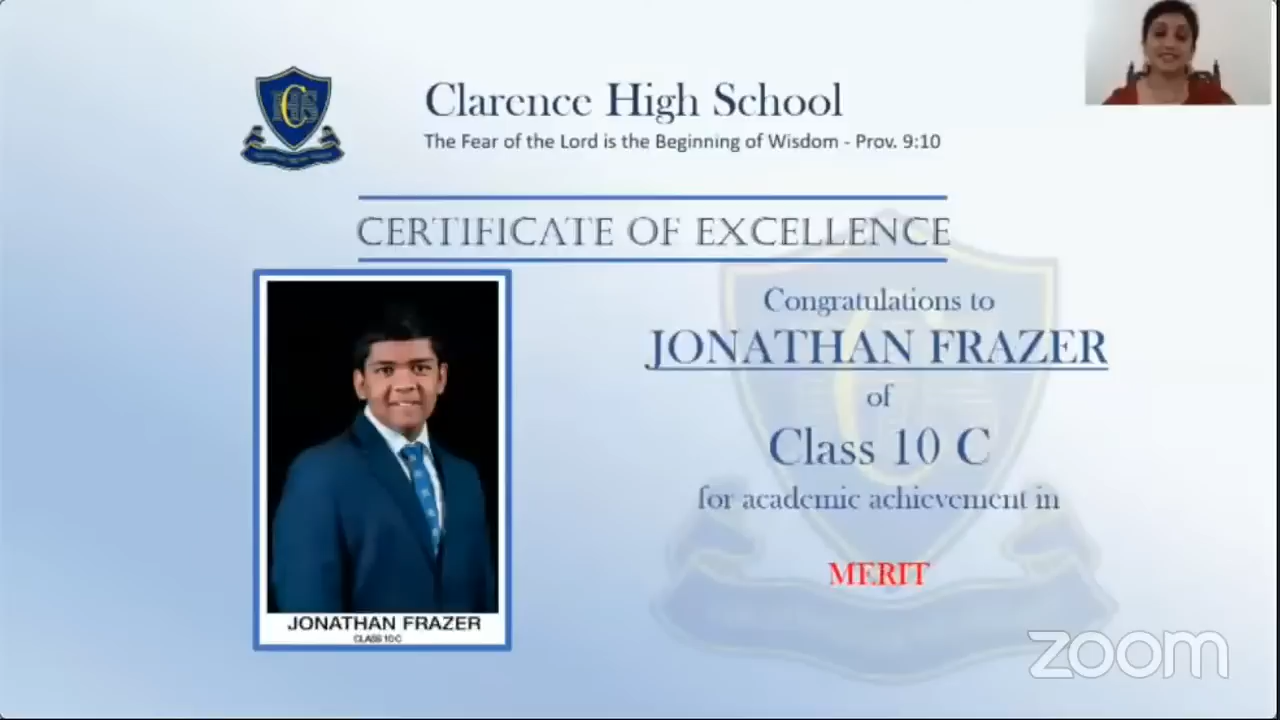 Clarence High School
The Fear of the Lord is the Beginning of Wisdom - Prov. 9:10
CERTIFICATE OF EXCELLENCE
Congratulations to
JONATHAN FRAZER
of
Class 10 C
for academic achievement in
MERIT
JONATHAN FRAZER
CLASS 10 C
zoom